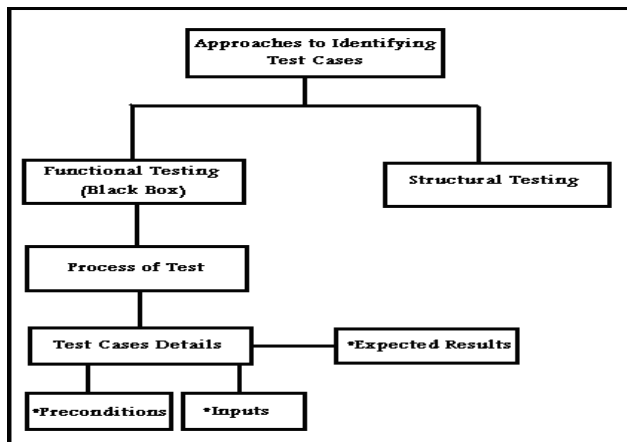 Approaches to Identifying
Test Cases
Functional Testing
(Black Box)
Structural Testing
Process of Test
Test Cases Details
*Expected Results
*Preconditions
*Inputs